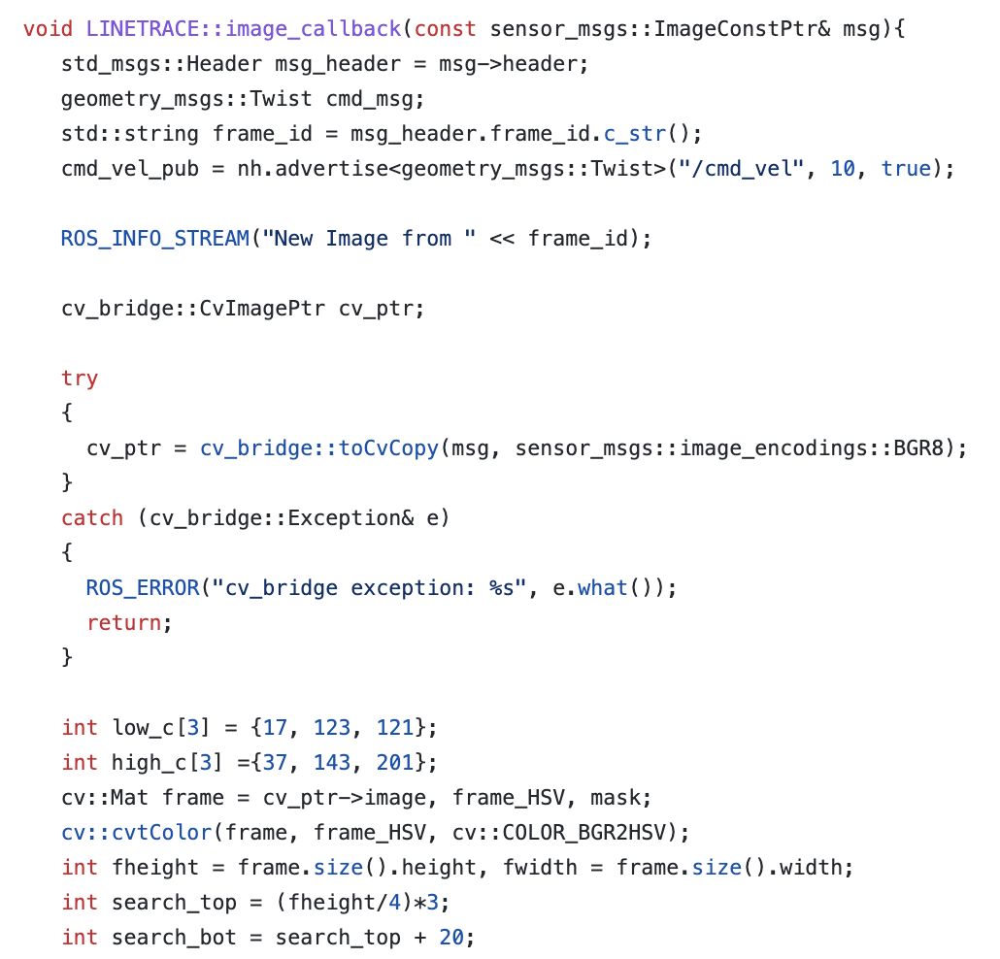 void LINETRACE::image_callback(const sensor_msgs::ImageConstPtr& msg){
   std_msgs::Header msg_header = msg->header;
   geometry_msgs::Twist cmd_msg;
   std::string frame_id = msg_header.frame_id.c_str();
   cmd_vel_pub = nh.advertise<geometry_msgs::Twist>("/cmd_vel", 10, true);

   ROS_INFO_STREAM("New Image from " << frame_id);

   cv_bridge::CvImagePtr cv_ptr;

   try
   {
     cv_ptr = cv_bridge::toCvCopy(msg, sensor_msgs::image_encodings::BGR8);
   }
   catch (cv_bridge::Exception& e)
   {
     ROS_ERROR("cv_bridge exception: %s", e.what());
     return;
   }

   int low_c[3] = {17, 123, 121};
   int high_c[3] ={37, 143, 201};
   cv::Mat frame = cv_ptr->image, frame_HSV, mask;
   cv::cvtColor(frame, frame_HSV, cv::COLOR_BGR2HSV);
   int fheight = frame.size().height, fwidth = frame.size().width;
   int search_top = (fheight/4)*3;
   int search_bot = search_top + 20;